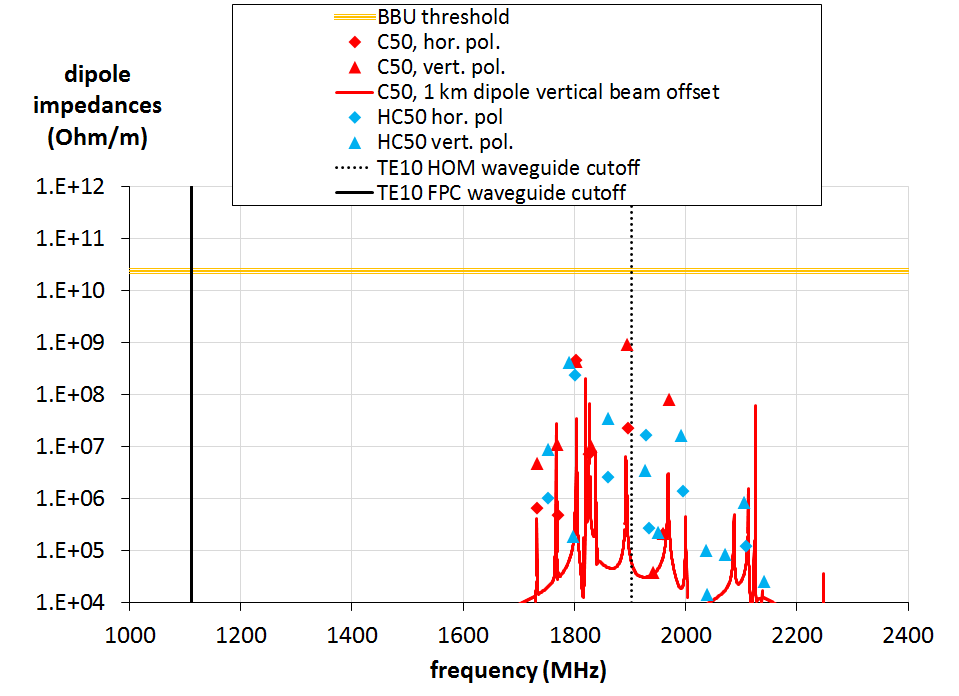 BBU threshold
C50, hor. pol.
C50, vert. pol.
C50, 1 km dipole vertical beam offset
HC50 hor. pol
HC50 vert. pol.
TE10 HOM waveguide cutoff
TE10 FPC waveguide cutoff
dipole
impedances
(Ohm/m)
1.E+12
1.E+11
1.E+10
1.E+09
1.E+08
1.E+07
1.E+06
1.E+05
1.E+04
1000 1200 1400 1600 1800 2000 2200 2400
frequency (MHz)